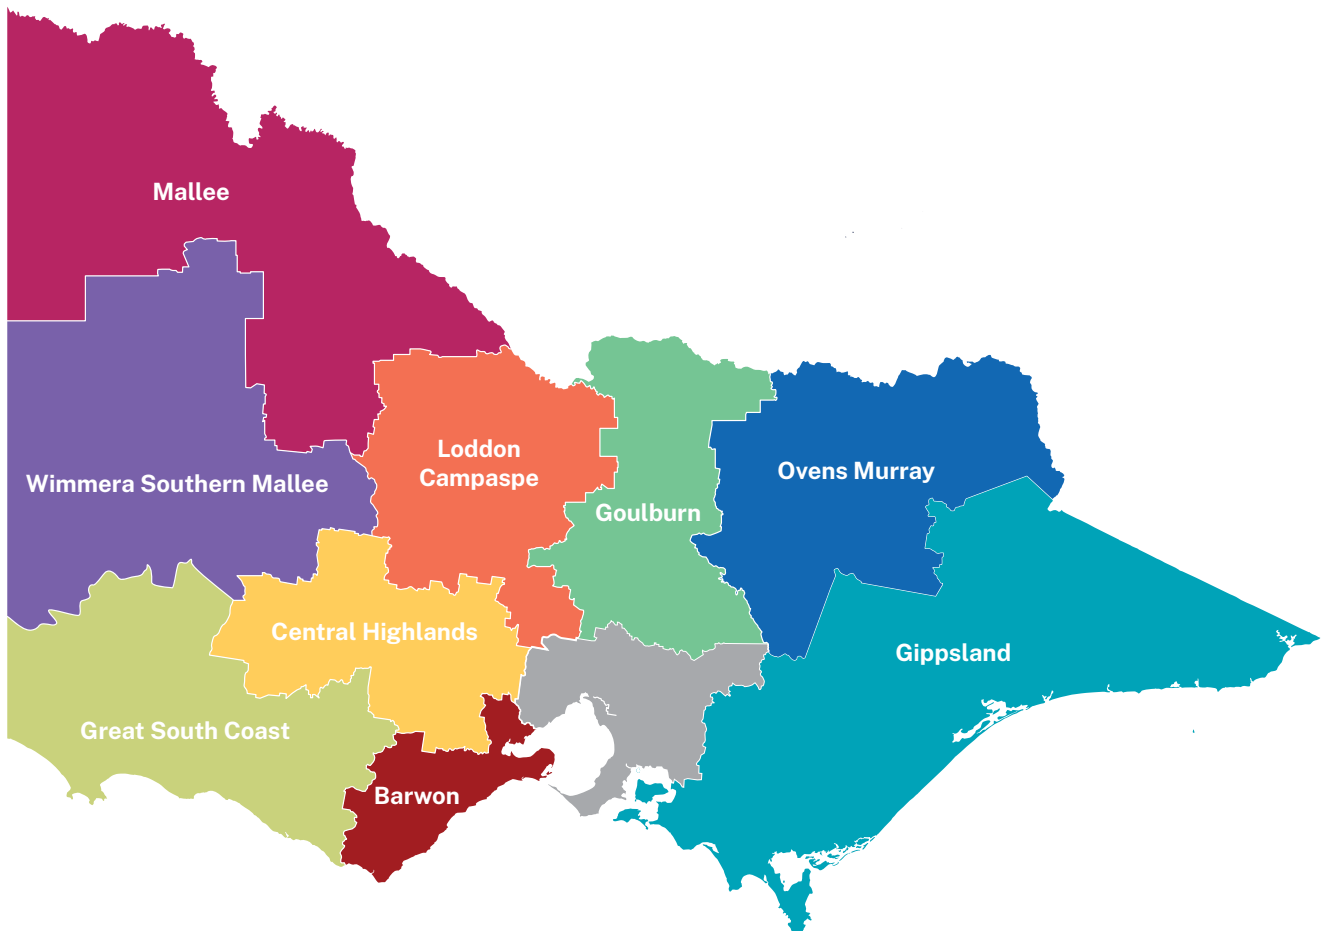 Mallee
Loddon
Campaspe
Ovens Murray
Wimmera Southern Mallee
Goulburn
Central Highlands
Gippsland
Great South Coast
Barwon